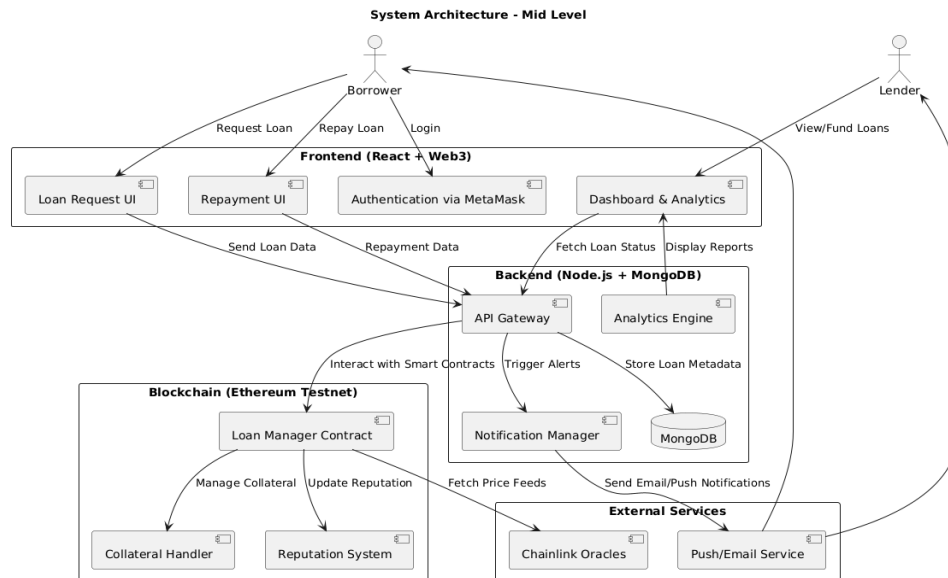 System Architecture - Mid Level
Borrower
Lender
Request Loan
Repay Loan
Login
View/Fund Loans
Frontend (React + Web3)
Loan Request UI
Repayment UI
Authentication via MetaMask
Dashboard & Analytics
Send Loan Data
Repayment Data
Fetch Loan Status
Display Reports
Backend (Node.js + MongoDB)
API Gateway
Analytics Engine
Interact with Smart Contracts
Trigger Alerts
Store Loan Metadata
Blockchain (Ethereum Testnet)
Loan Manager Contract
Notification Manager
MongoDB
Manage Collateral
Update Reputation
Fetch Price Feeds
Send Email/Push Notifications
External Services
Collateral Handler
Reputation System
Chainlink Oracles
Push/Email Service